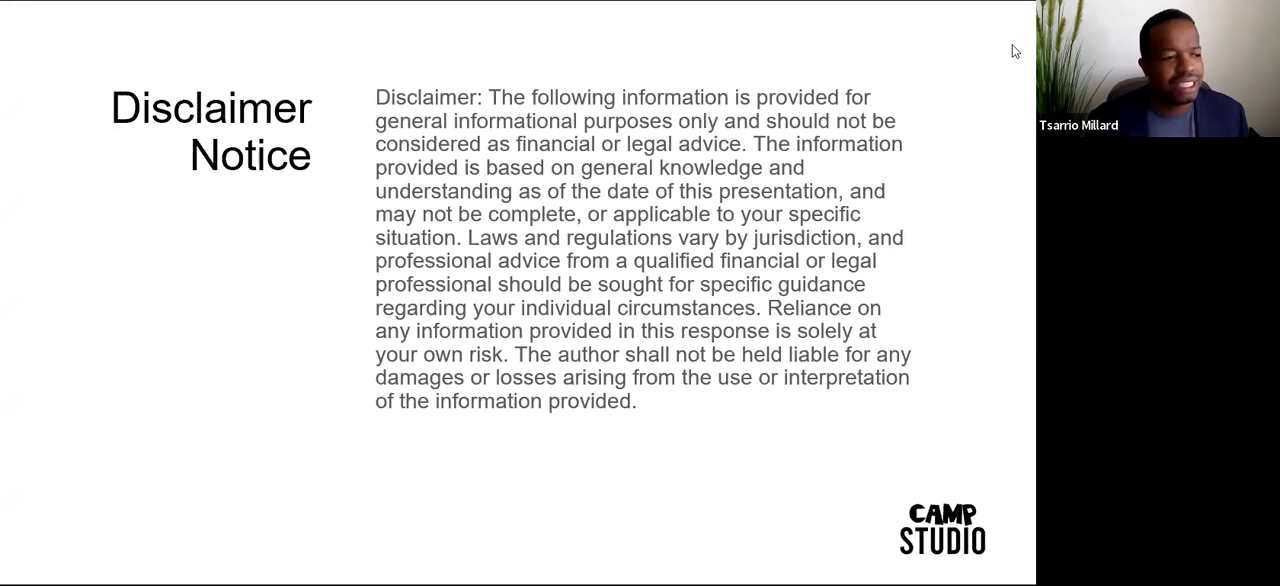 Disclaimer
Notice
Disclaimer: The following information is provided for
general informational purposes only and should not be
considered as financial or legal advice. The information
provided is based on general knowledge and
understanding as of the date of this presentation, and
may not be complete, or applicable to your specific
situation. Laws and regulations vary by jurisdiction, and
professional advice from a qualified financial or legal
professional should be sought for specific guidance
regarding your individual circumstances. Reliance on
any information provided in this response is solely at
your own risk. The author shall not be held liable for any
damages or losses arising from the use or interpretation
of the information provided.
CAMP
STUDIO
Tsarrio Millard